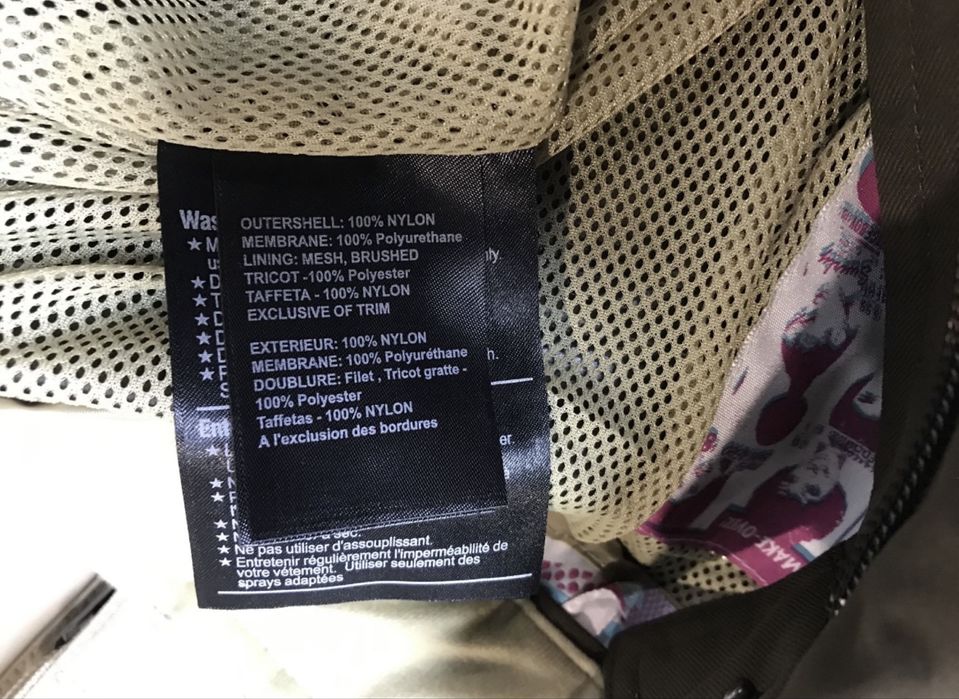 OUTERSHELL: 100% NYLON
MEMBRANE: 100% Polyurethane
LINING: MESH, BRUSHED
TRICOT -100% Polyester
TAFFETA - 100% NYLON
EXCLUSIVE OF TRIM
EXTERIEUR: 100% NYLON
MEMBRANE: 100% Polyuréthane
DOUBLURE: Filet , Tricot gratte -
100% Polyester
Taffetas - 100% NYLON
A l'exclusion des bordures
Ne pas utiliser d'assouplissant.
Entretenir régulièrement l'imperméabilité de
votre vêtement. Utiliser seulement des
sprays adaptées
MAKE-OVER